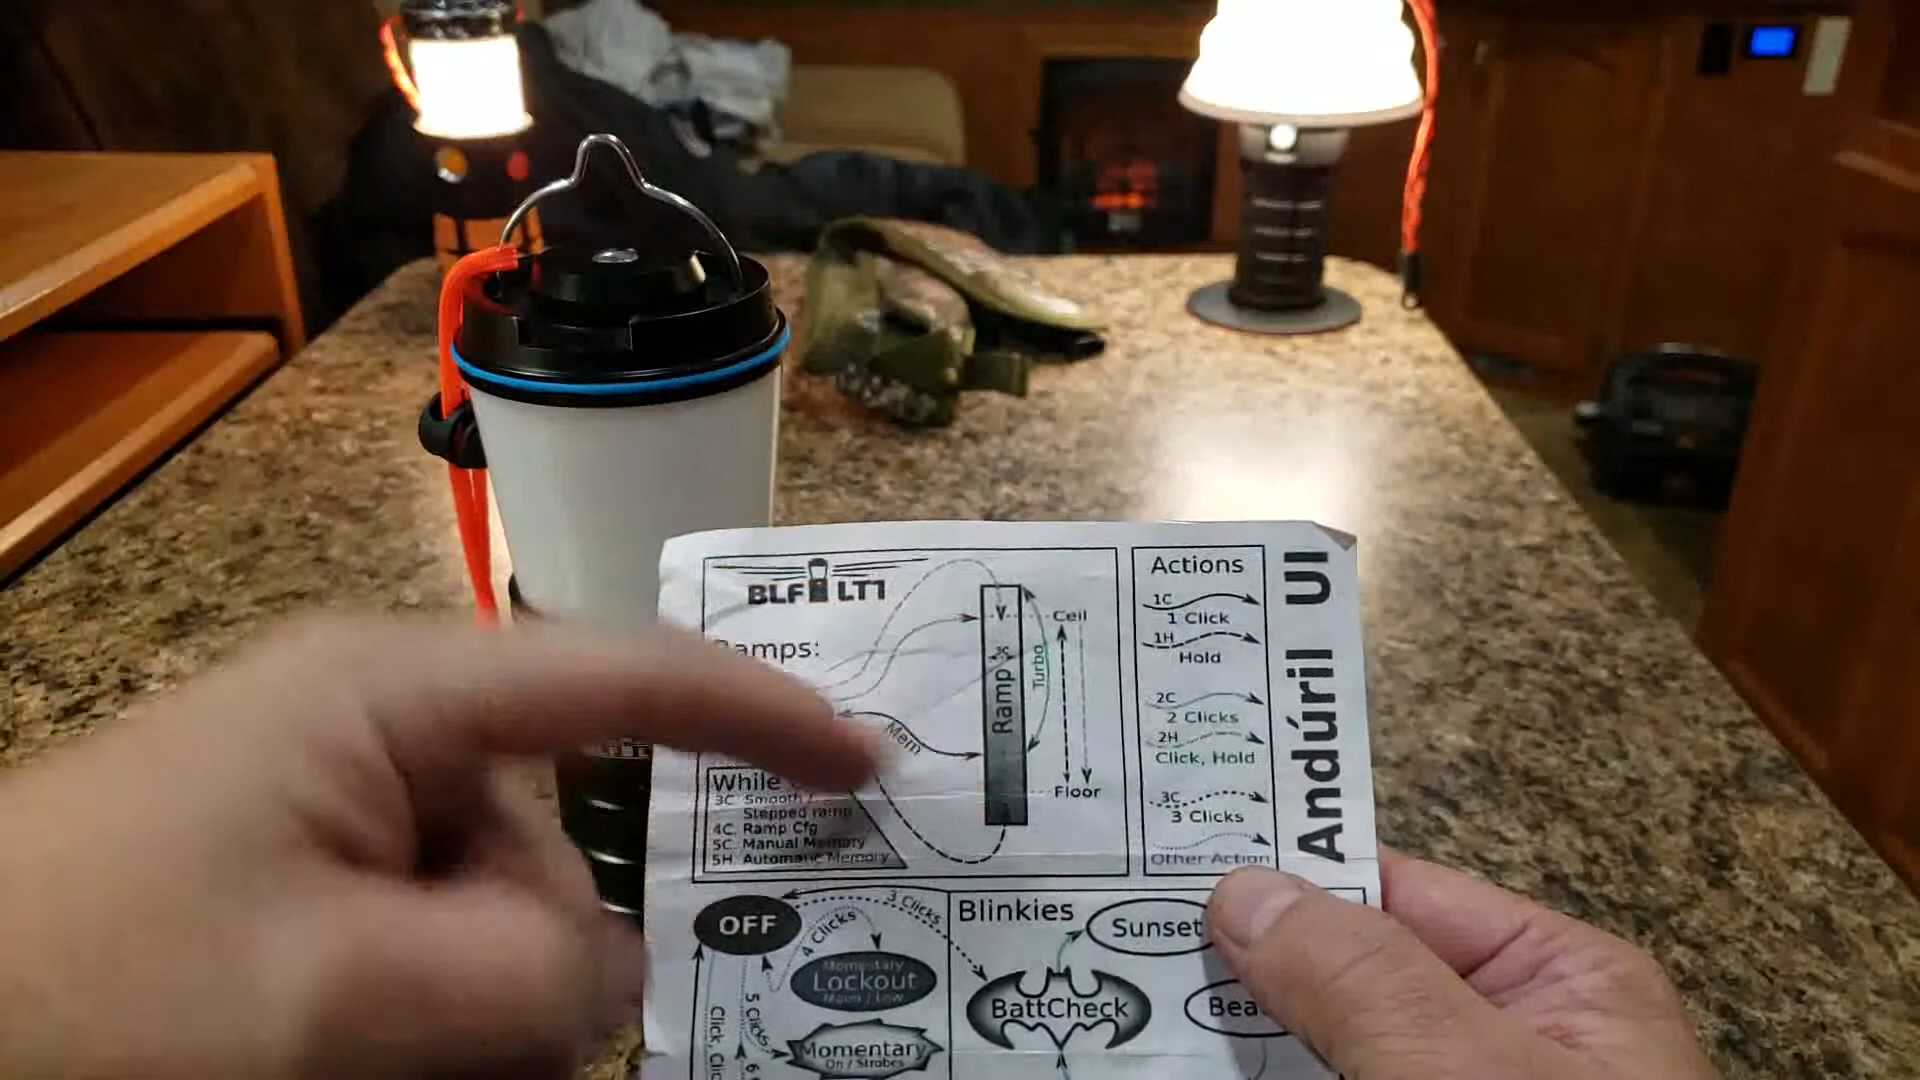 BLF LT1
Ramps:
Ceil
3C
Ramp
Turbo
Mem
Floor
While
3C. Smooth /
Stepped ramp
4C. Ramp Cfg
5C. Manual Memory
5H. Automatic Memory
Actions
1C
1 Click
1H
Hold
2C
2 Clicks
2H
Click, Hold
3C
3 Clicks
Other Action
Andúril UI
OFF
3 Clicks
4 Clicks
Momentary
Lockout
Moon / Low
5 Clicks
Momentary
On / Strobes
Blinkies
Sunset
BattCheck